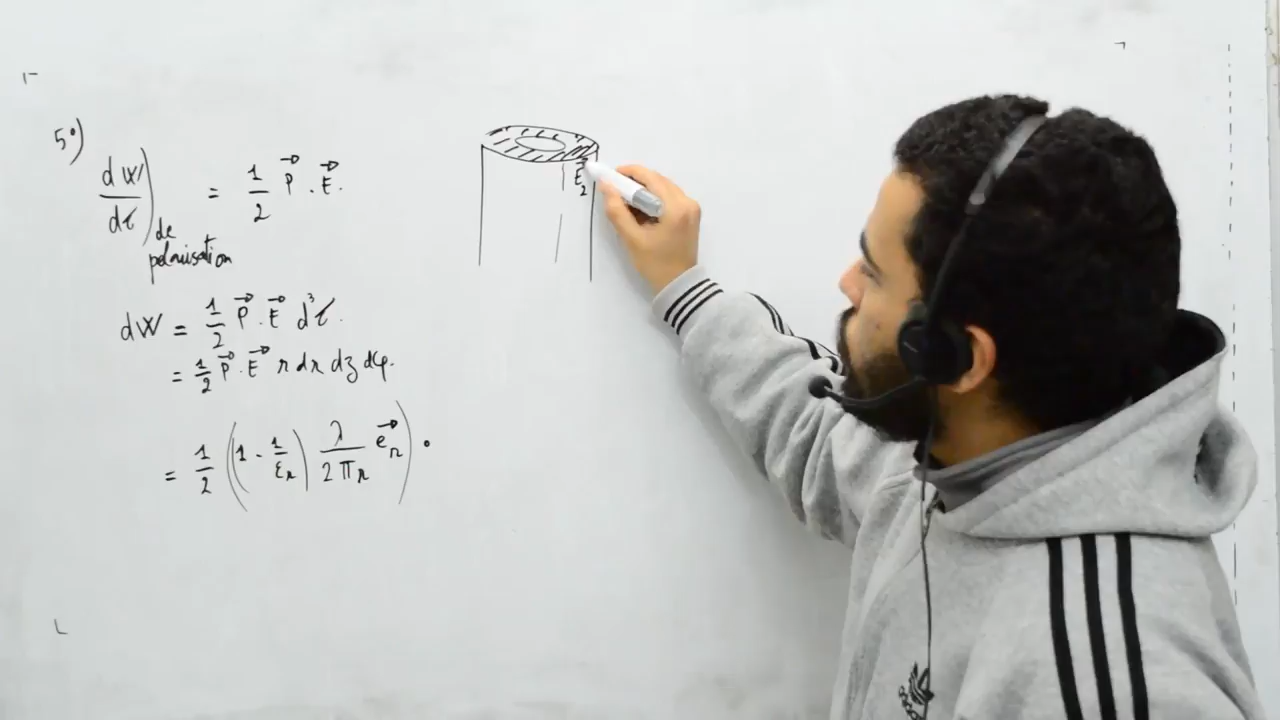 5°)
dW/dτ) de polarisation = 1/2 P⃗ . E⃗.
E⃗₂
dW = 1/2 P⃗ . E⃗ d³τ.
= 1/2 P⃗ . E⃗ r dr dz dφ.
= 1/2 ((1 - 1/εr) λ/2πr e⃗r) •